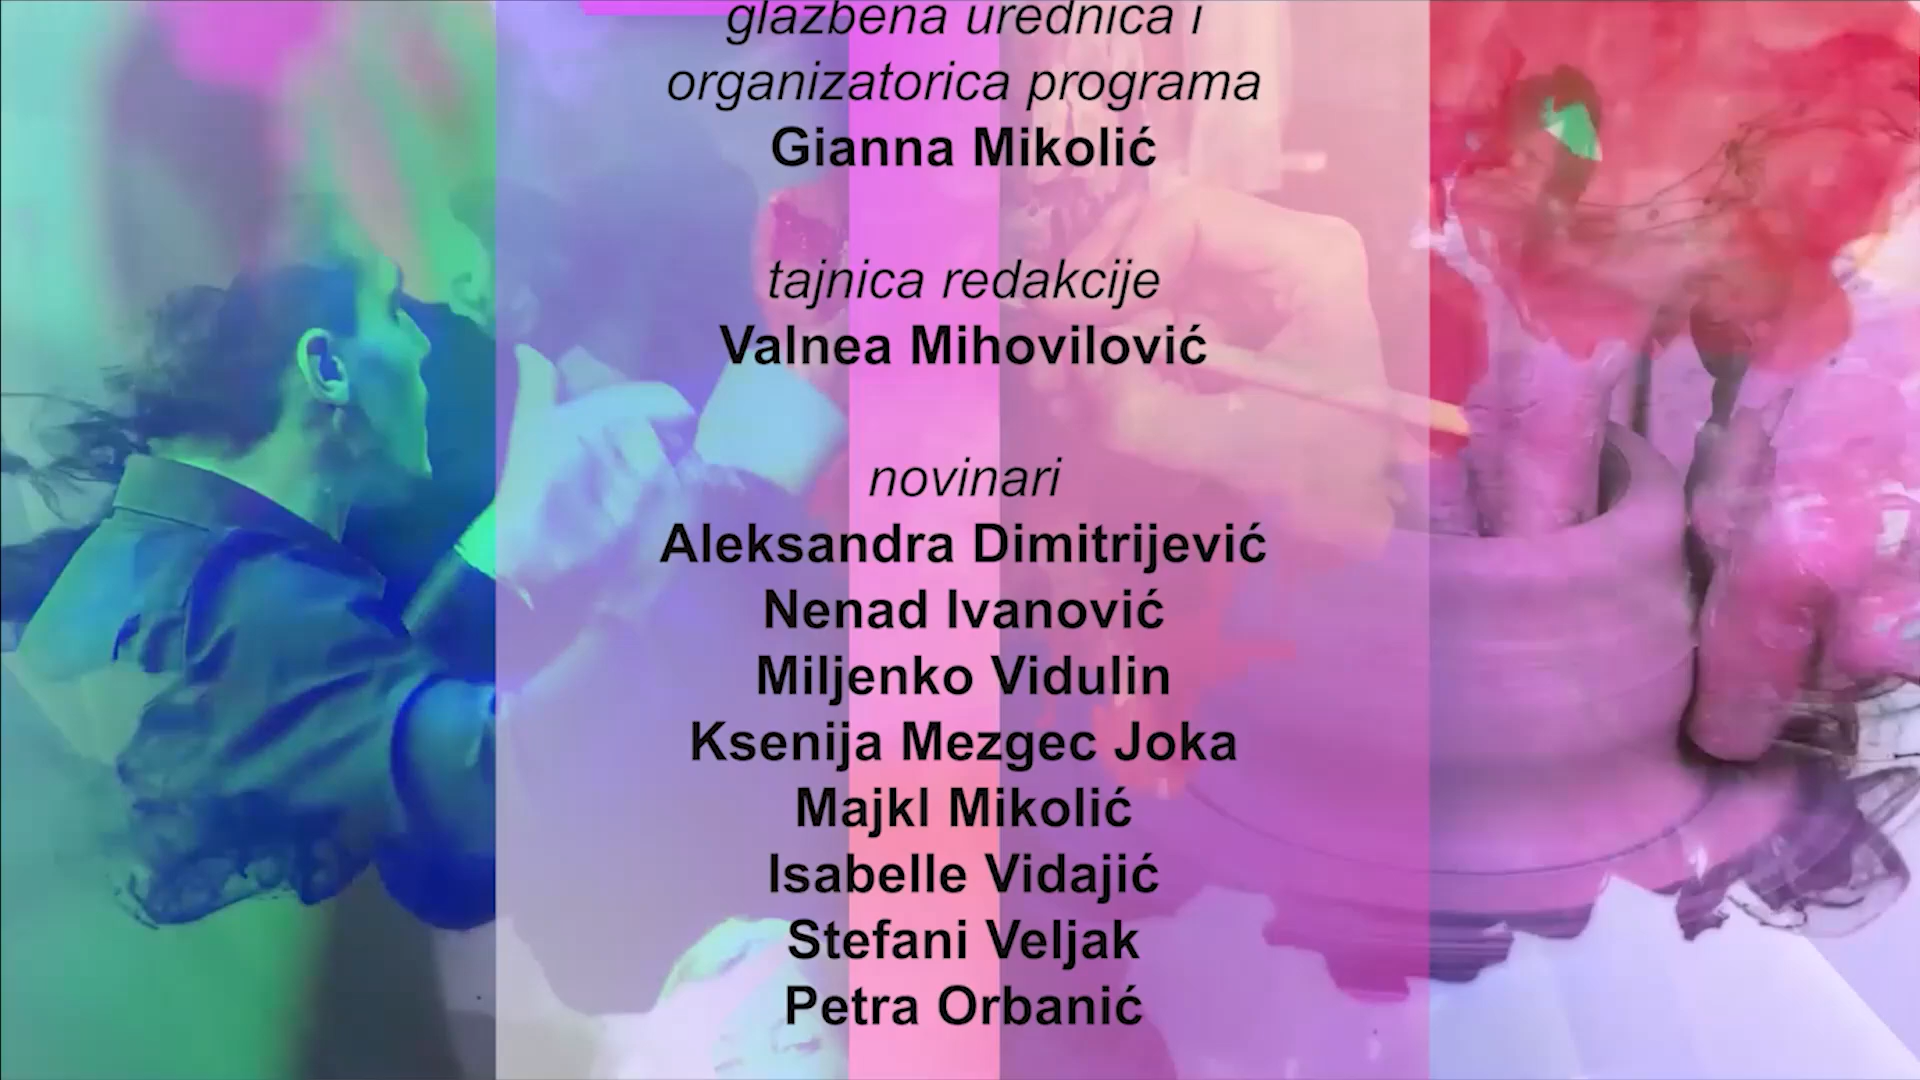 glazbena urednica i
organizatorica programa
Gianna Mikolić
tajnica redakcije
Valnea Mihovilović
novinari
Aleksandra Dimitrijević
Nenad Ivanović
Miljenko Vidulin
Ksenija Mezgec Joka
Majkl Mikolić
Isabelle Vidajić
Stefani Veljak
Petra Orbanić